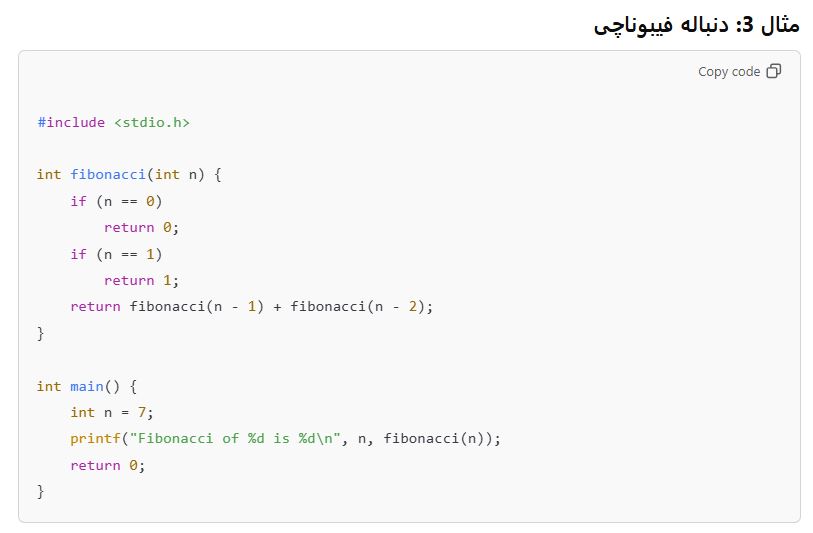 مثال 3: دنباله فیبوناچی
Copy code
#include <stdio.h>
int fibonacci(int n) {
    if (n == 0)
        return 0;
    if (n == 1)
        return 1;
    return fibonacci(n - 1) + fibonacci(n - 2);
}
int main() {
    int n = 7;
    printf("Fibonacci of %d is %d\n", n, fibonacci(n));
    return 0;
}